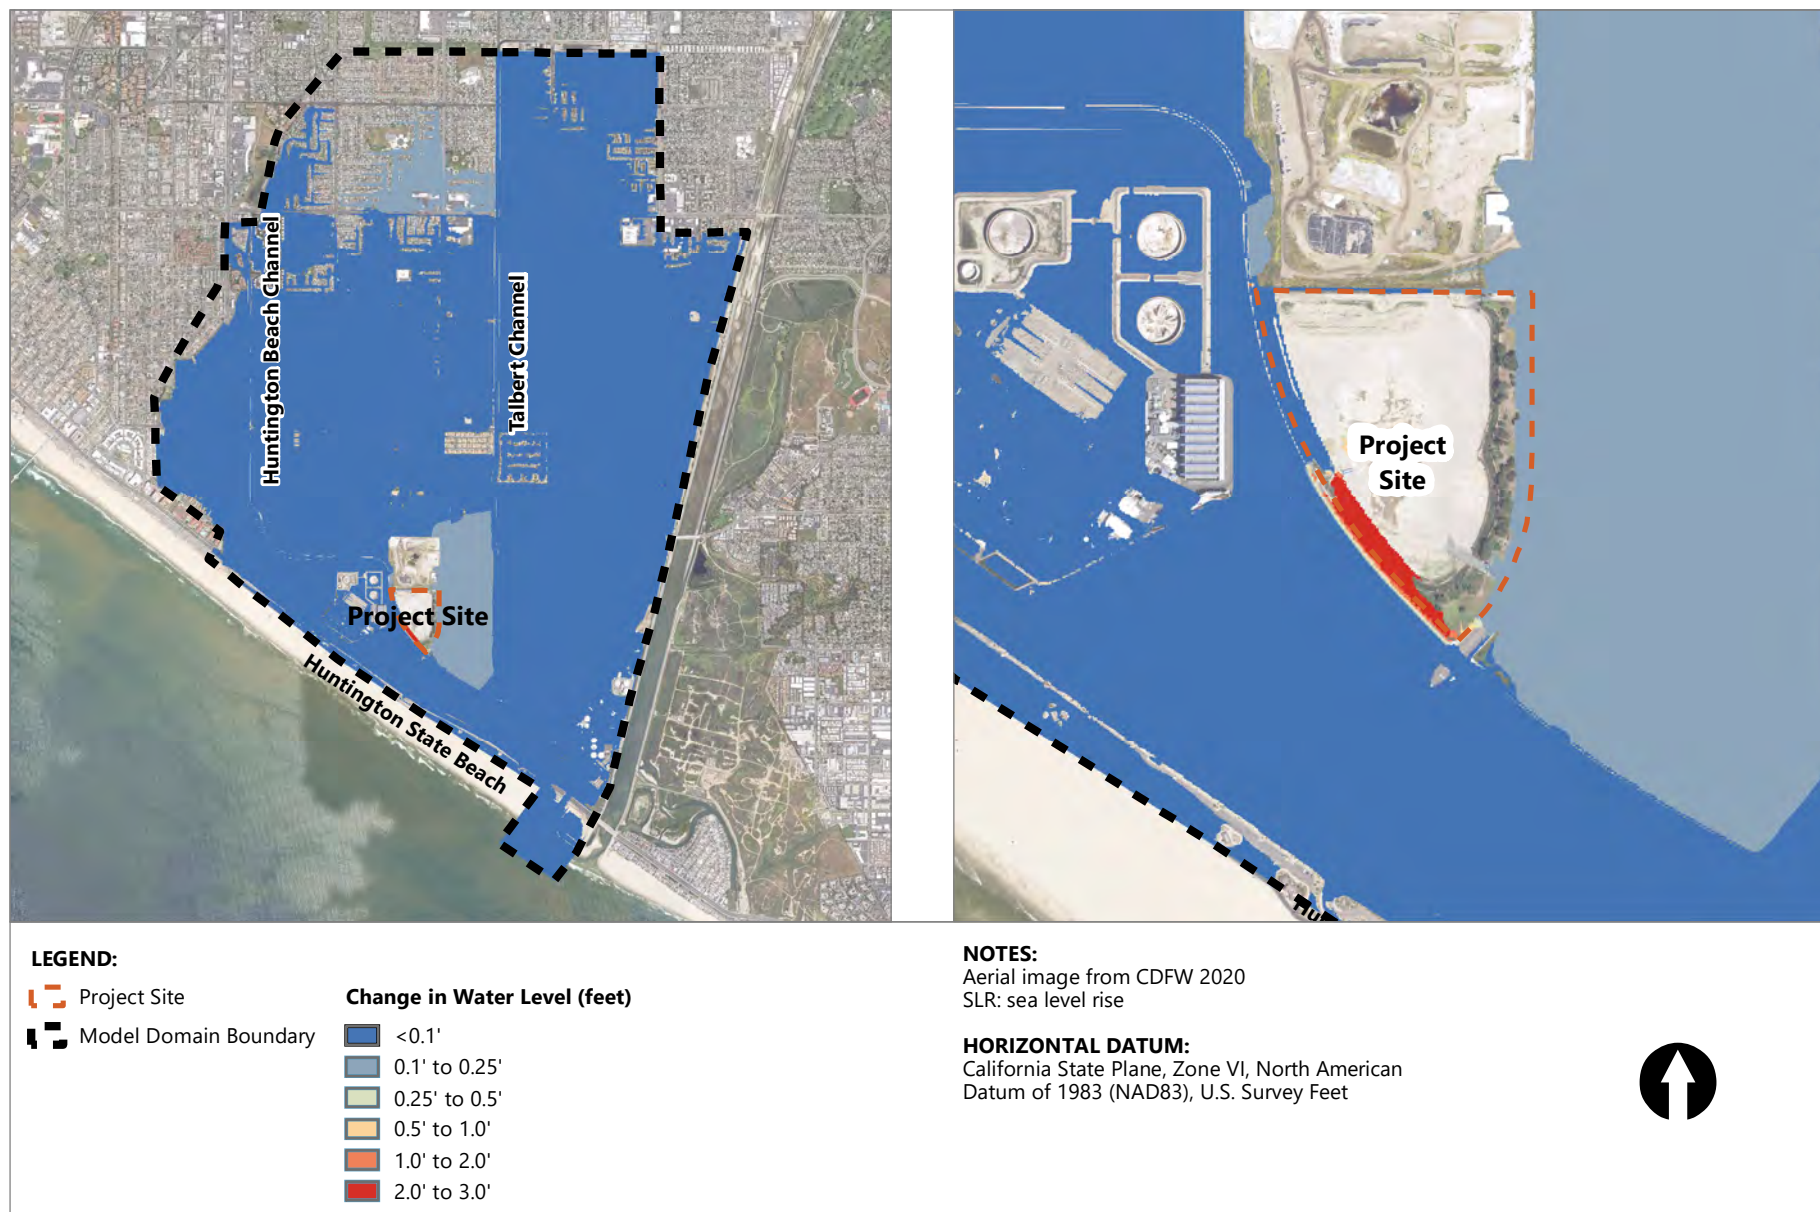 Huntington Beach Channel
Talbert Channel
Project Site
Huntington State Beach
Project
Site
Hu
LEGEND:
Project Site
Model Domain Boundary
Change in Water Level (feet)
<0.1'
0.1' to 0.25'
0.25' to 0.5'
0.5' to 1.0'
1.0' to 2.0'
2.0' to 3.0'
NOTES:
Aerial image from CDFW 2020
SLR: sea level rise
HORIZONTAL DATUM:
California State Plane, Zone VI, North American
Datum of 1983 (NAD83), U.S. Survey Feet